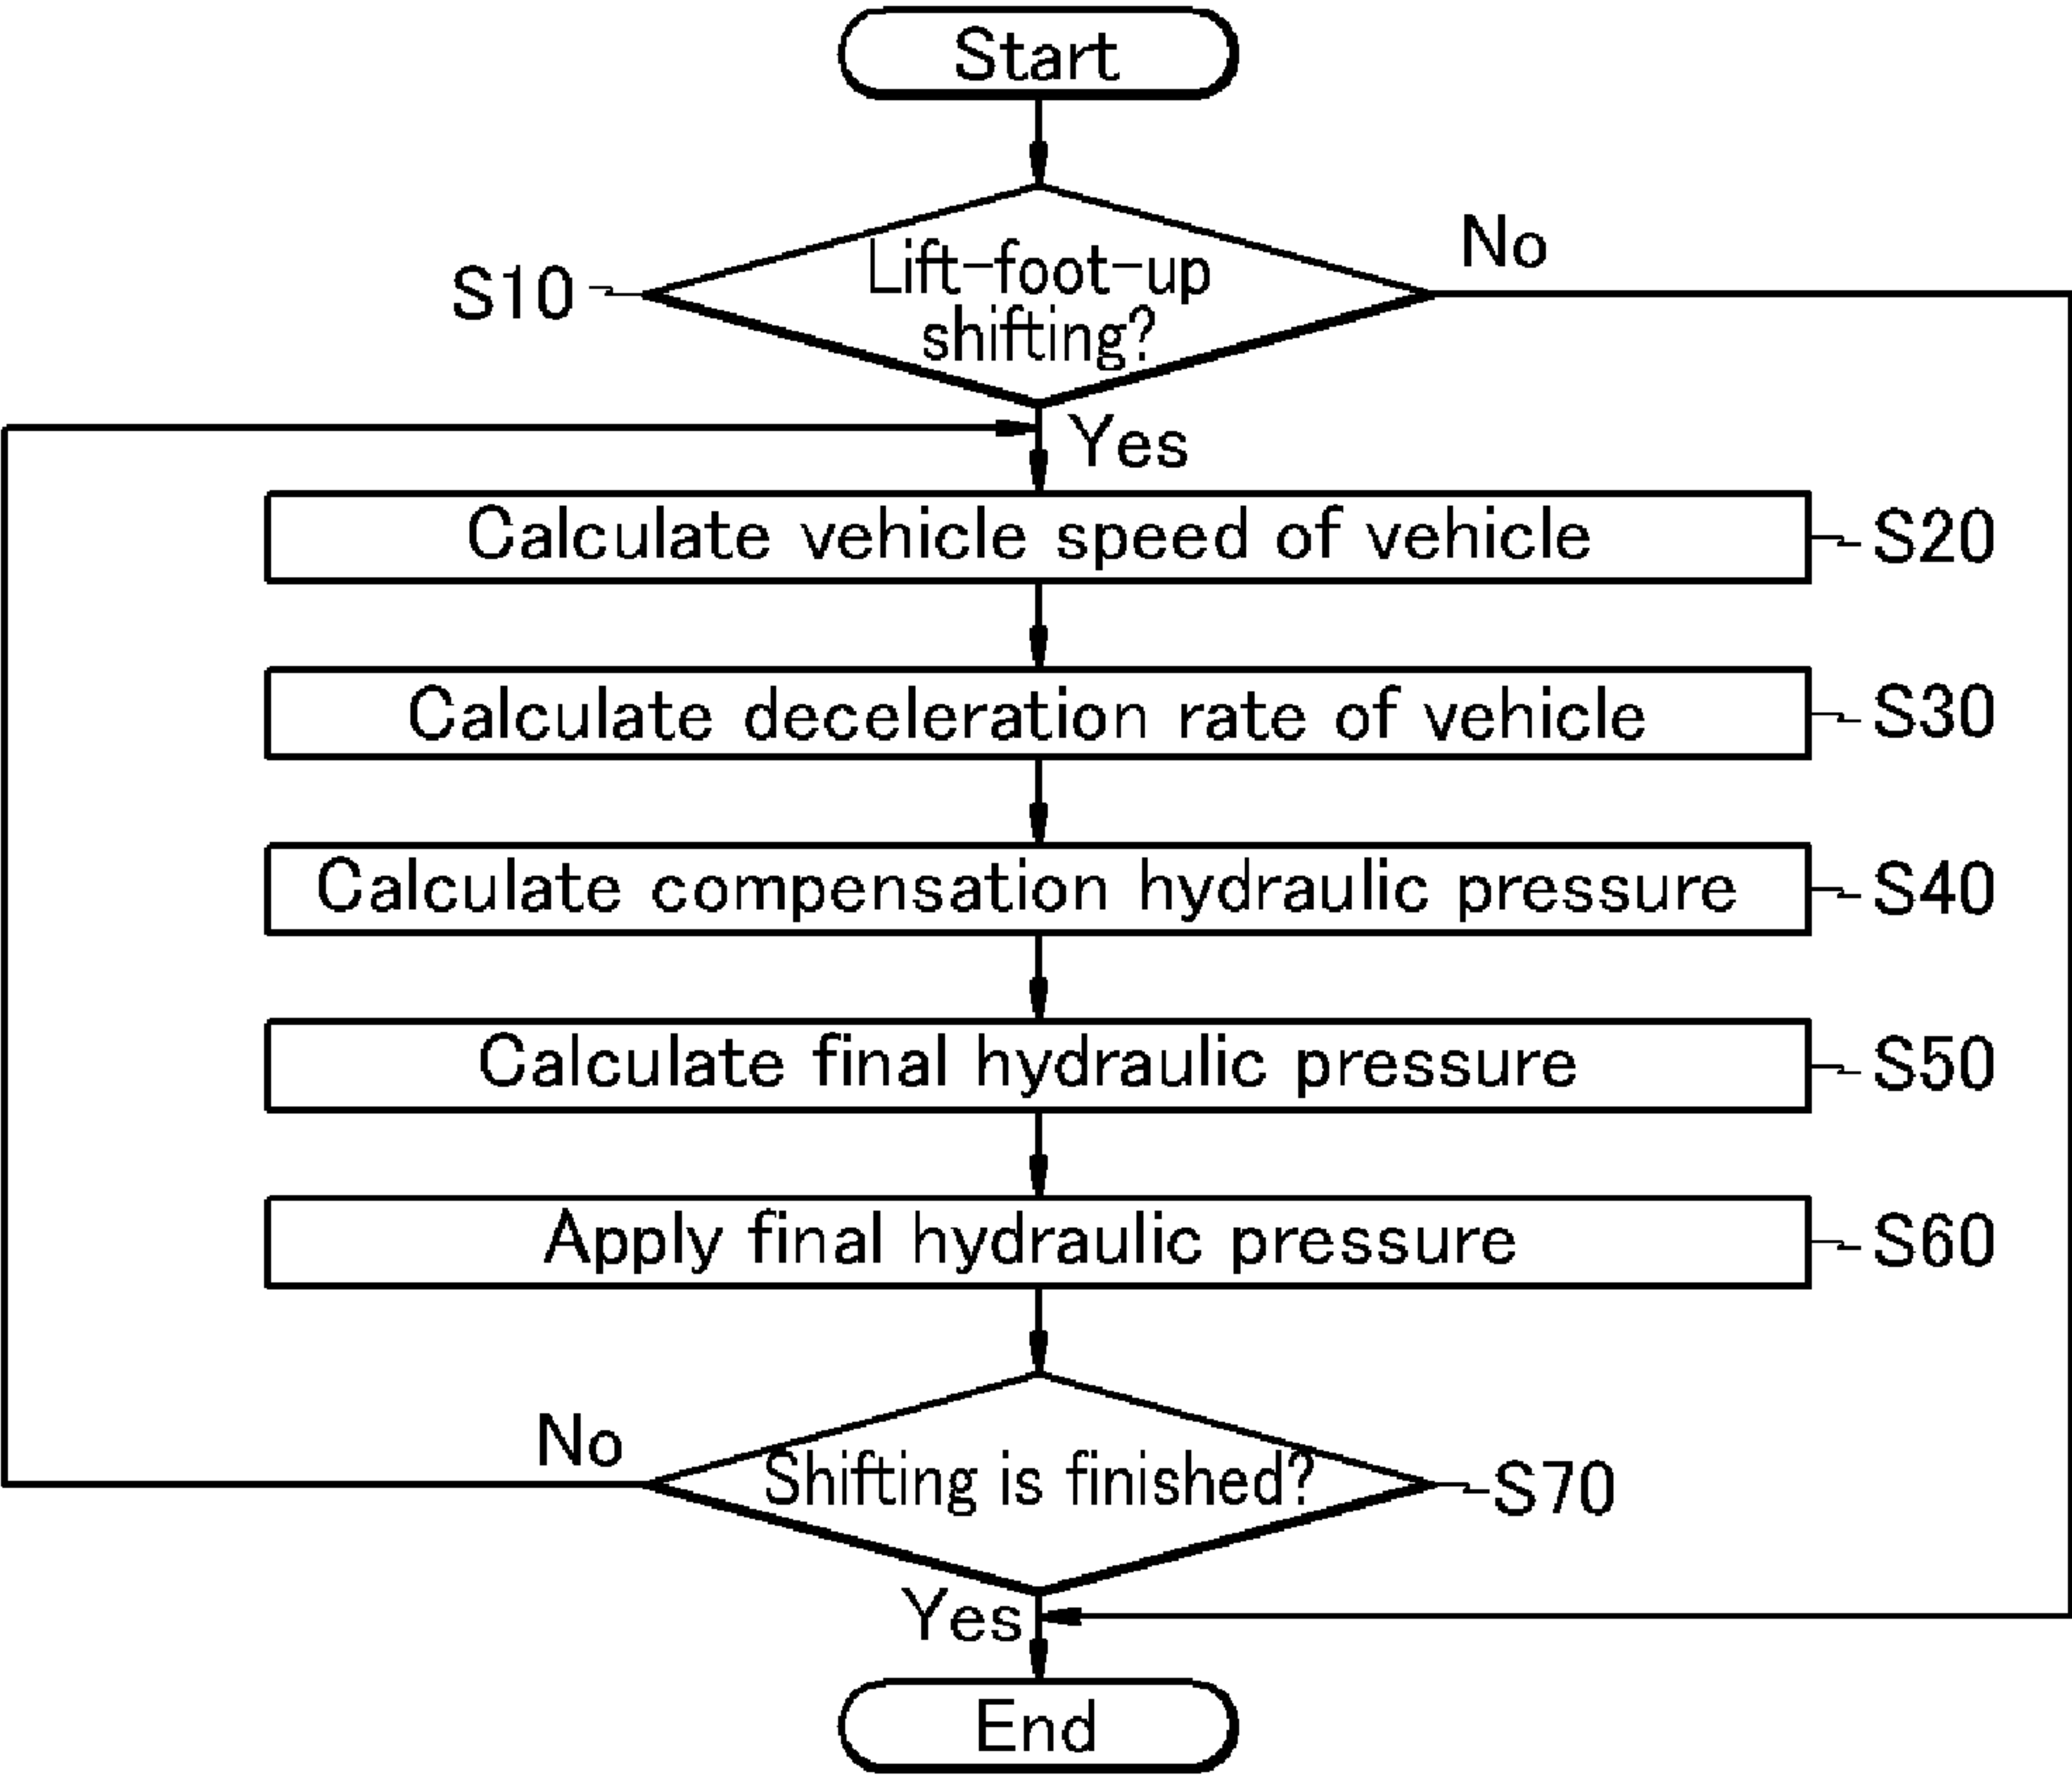 Start
Lift-foot-up
shifting?
No
S10
Yes
Calculate vehicle speed of vehicle
S20
Calculate deceleration rate of vehicle
S30
Calculate compensation hydraulic pressure
S40
Calculate final hydraulic pressure
S50
Apply final hydraulic pressure
S60
No
Shifting is finished?
S70
Yes
End